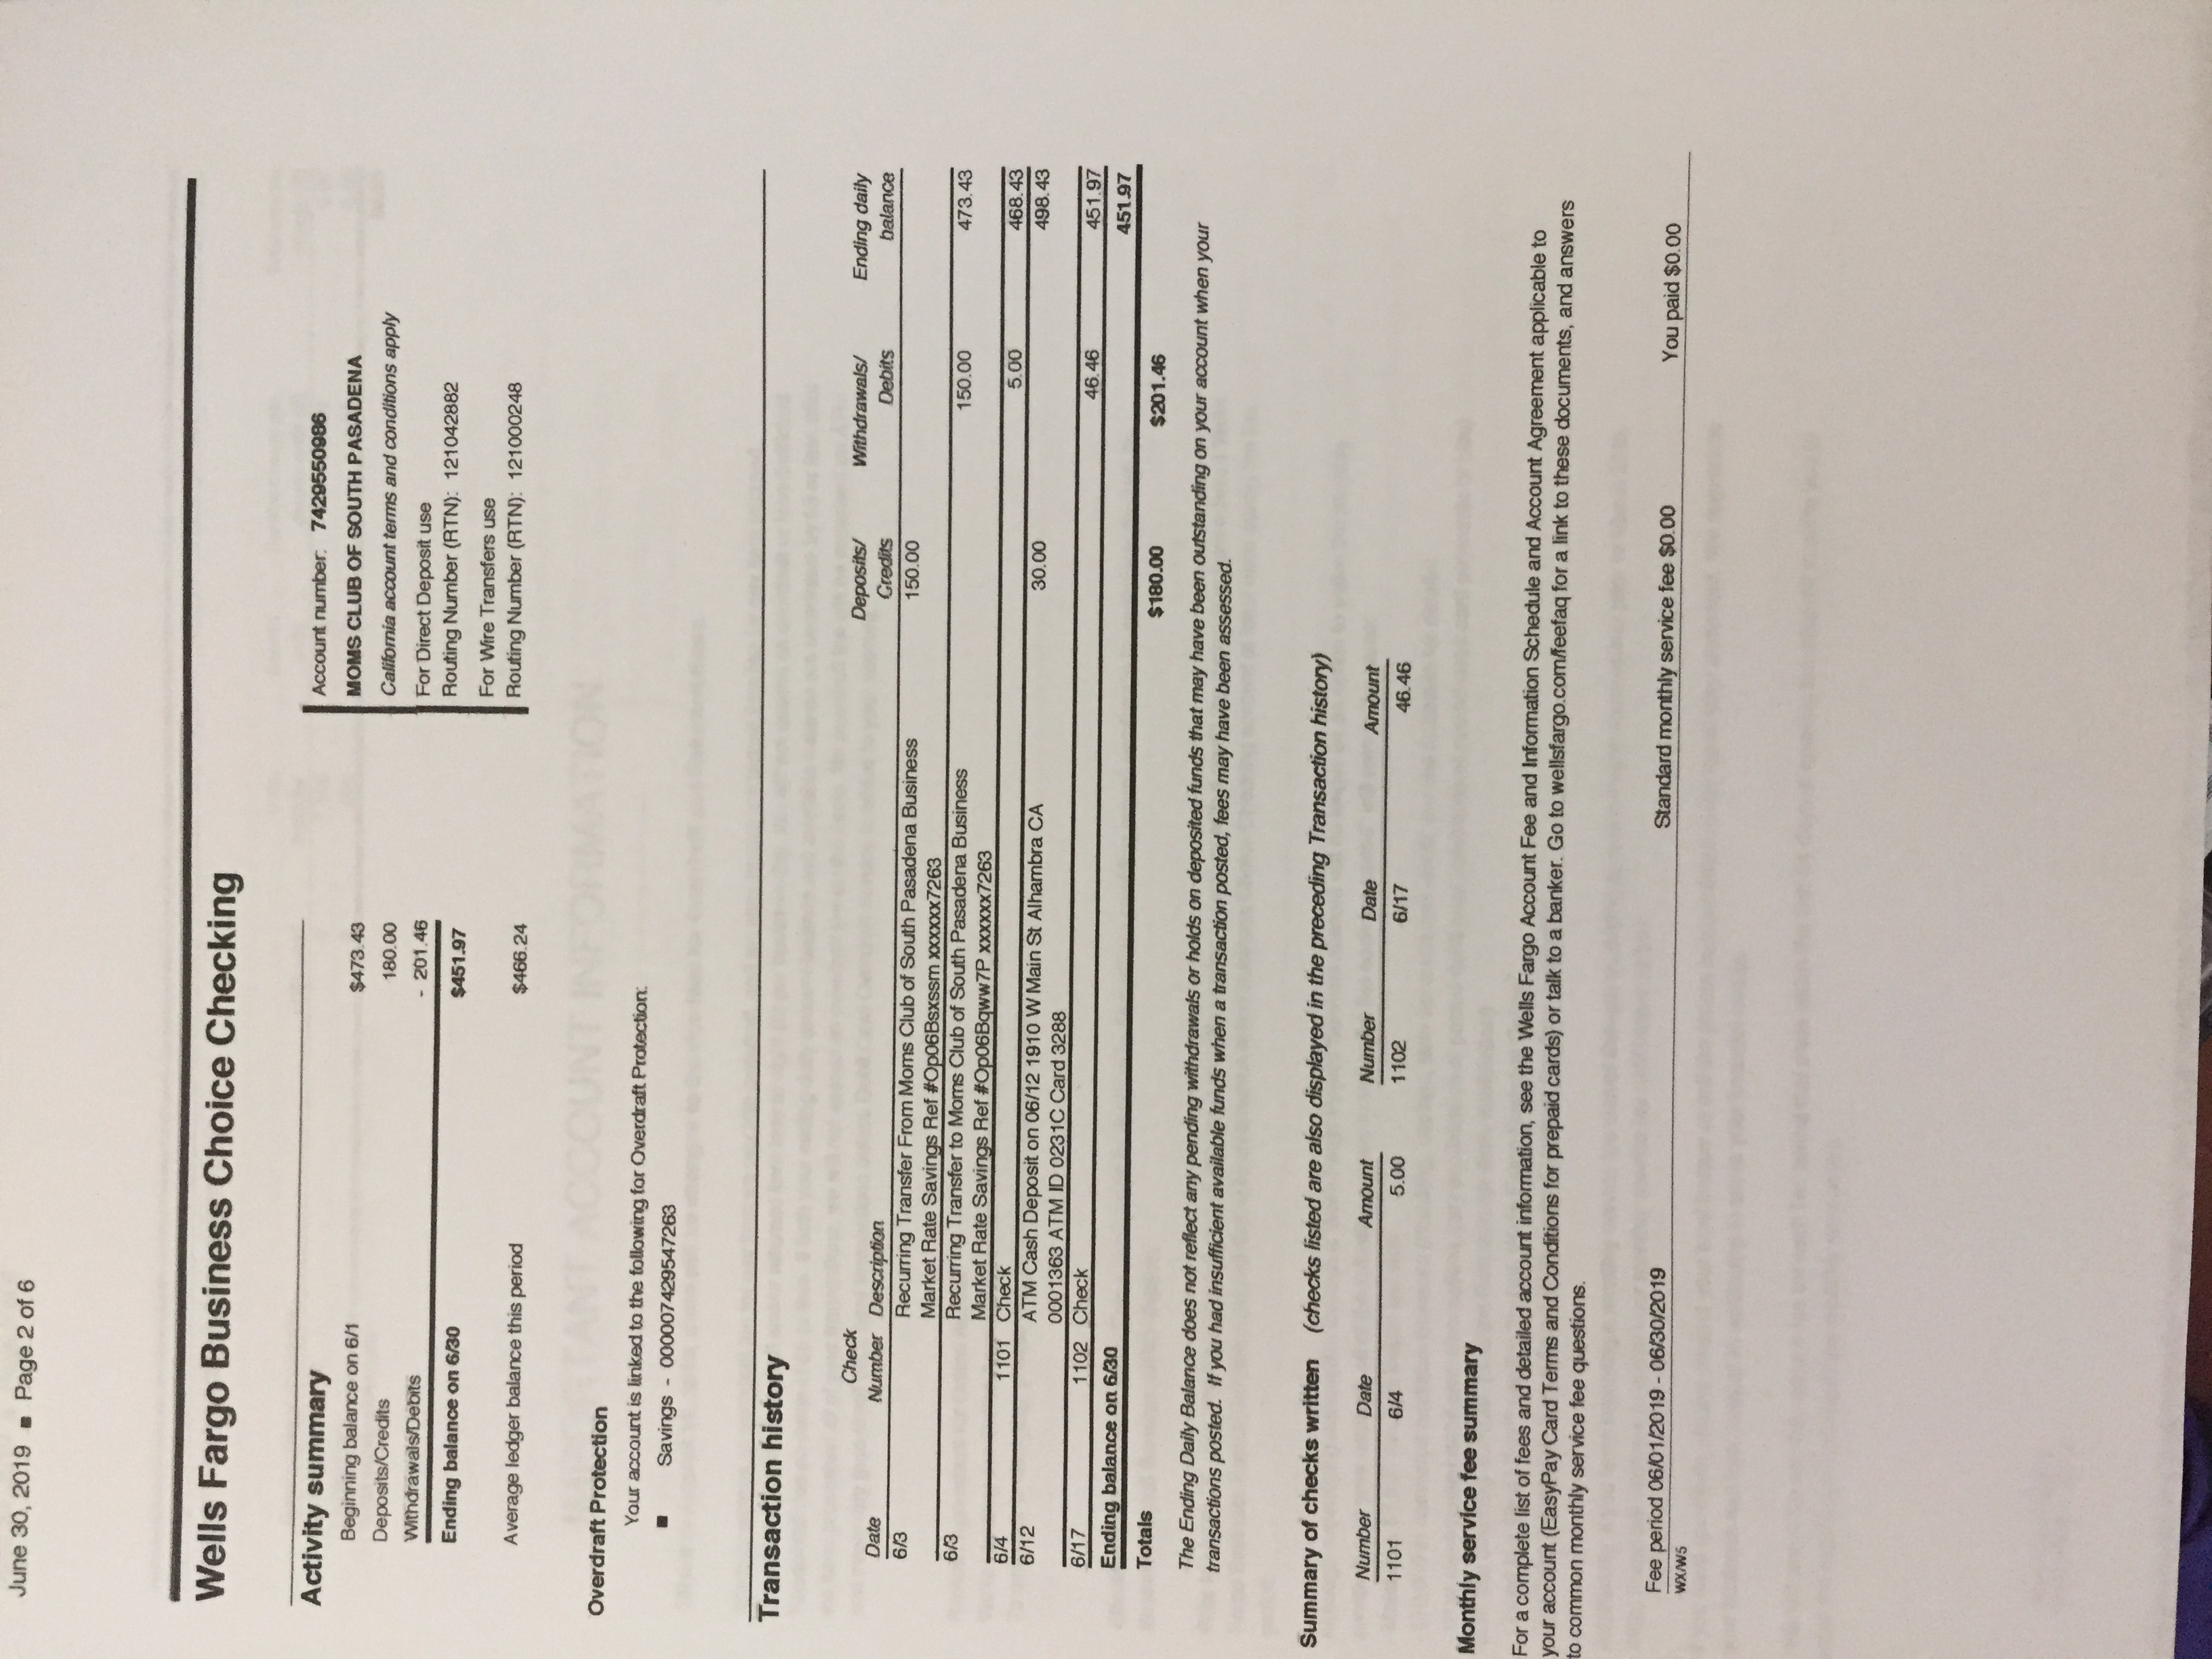 June 30, 2019 ■ Page 2 of 6
Wells Fargo Business Choice Checking
Activity summary
Beginning balance on 6/1 $473.43
Deposits/Credits 180.00
Withdrawals/Debits - 201.46
Ending balance on 6/30 $451.97
Average ledger balance this period $466.24
Account number: 7429550986
MOMS CLUB OF SOUTH PASADENA
California account terms and conditions apply
For Direct Deposit use
Routing Number (RTN): 121042882
For Wire Transfers use
Routing Number (RTN): 121000248
IMPORTANT ACCOUNT INFORMATION
Overdraft Protection
Your account is linked to the following for Overdraft Protection:
■ Savings - 000007429547263
Transaction history
Check Deposits/ Withdrawals/ Ending daily
Date Number Description Credits Debits balance
6/3 Recurring Transfer From Moms Club of South Pasadena Business 150.00
Market Rate Savings Ref #Op06Bsxssm xxxxxx7263
6/3 Recurring Transfer to Moms Club of South Pasadena Business 150.00 473.43
Market Rate Savings Ref #Op06Bqww7P xxxxxx7263
6/4 1101 Check 5.00 468.43
6/12 ATM Cash Deposit on 06/12 1910 W Main St Alhambra CA 30.00 498.43
0001363 ATM ID 0231C Card 3288
6/17 1102 Check 46.46 451.97
Ending balance on 6/30 451.97
Totals $180.00 $201.46
The Ending Daily Balance does not reflect any pending withdrawals or holds on deposited funds that may have been outstanding on your account when your
transactions posted. If you had insufficient available funds when a transaction posted, fees may have been assessed.
Summary of checks written (checks listed are also displayed in the preceding Transaction history)
Number Date Amount Number Date Amount
1101 6/4 5.00 1102 6/17 46.46
Monthly service fee summary
For a complete list of fees and detailed account information, see the Wells Fargo Account Fee and Information Schedule and Account Agreement applicable to
your account (EasyPay Card Terms and Conditions for prepaid cards) or talk to a banker. Go to wellsfargo.com/feefaq for a link to these documents, and answers
to common monthly service fee questions.
Fee period 06/01/2019 - 06/30/2019 Standard monthly service fee $0.00 You paid $0.00
WX/W5